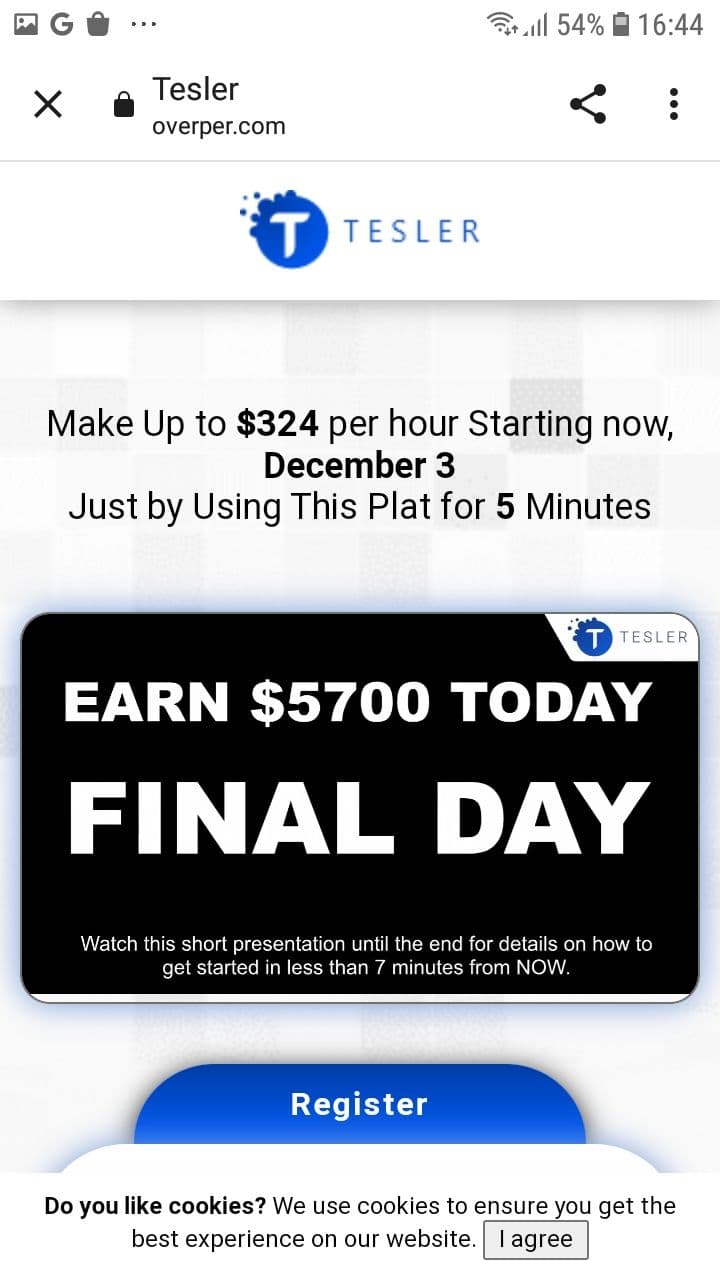 54% 16:44
Tesler
overper.com
TESLER
Make Up to $324 per hour Starting now,
December 3
Just by Using This Plat for 5 Minutes
TESLER
EARN $5700 TODAY
FINAL DAY
Watch this short presentation until the end for details on how to
get started in less than 7 minutes from NOW.
Register
Do you like cookies? We use cookies to ensure you get the
best experience on our website. I agree